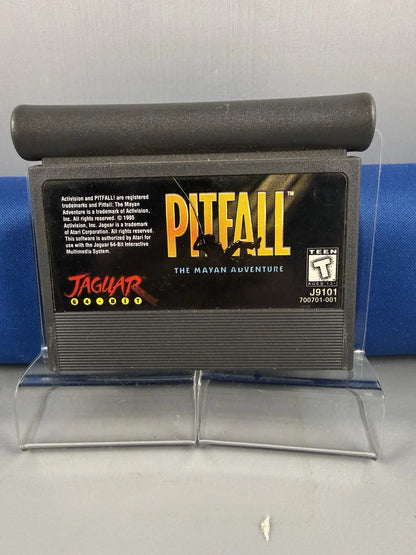 Activision and PITFALL! are registered
trademarks and Pitfall: The Mayan
Adventure is a trademark of Activision,
Inc. All rights reserved. © 1995
Activision, Inc. Jaguar is a trademark
of Atari Corporation. All rights reserved.
This software is authorized by Atari for
use with the Jaguar 64-Bit Interactive
Multimedia System.
PITFALL™
THE MAYAN ADVENTURE
JAGUAR
64-BIT
TEEN
T
AGES 13+
J9101
700701-001